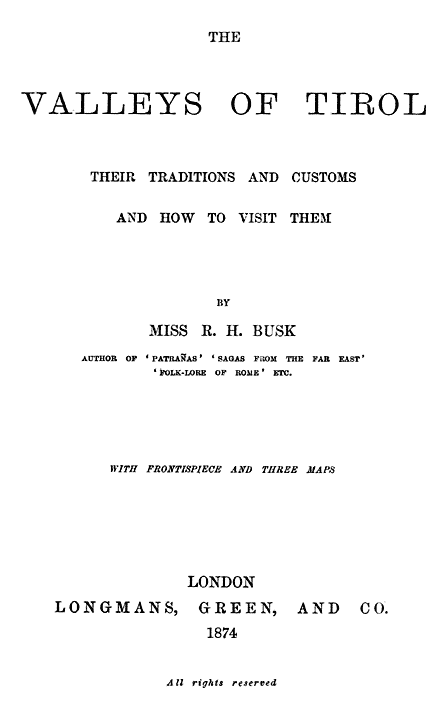 THE
VALLEYS OF TIROL
THEIR TRADITIONS AND CUSTOMS
AND HOW TO VISIT THEM
BY
MISS R. H. BUSK
AUTHOR OF ‘PATRAÑAS’ ‘SAGAS FROM THE FAR EAST’
‘FOLK-LORE OF ROME’ ETC.
WITH FRONTISPIECE AND THREE MAPS
LONDON
LONGMANS, GREEN, AND CO.
1874
All rights reserved